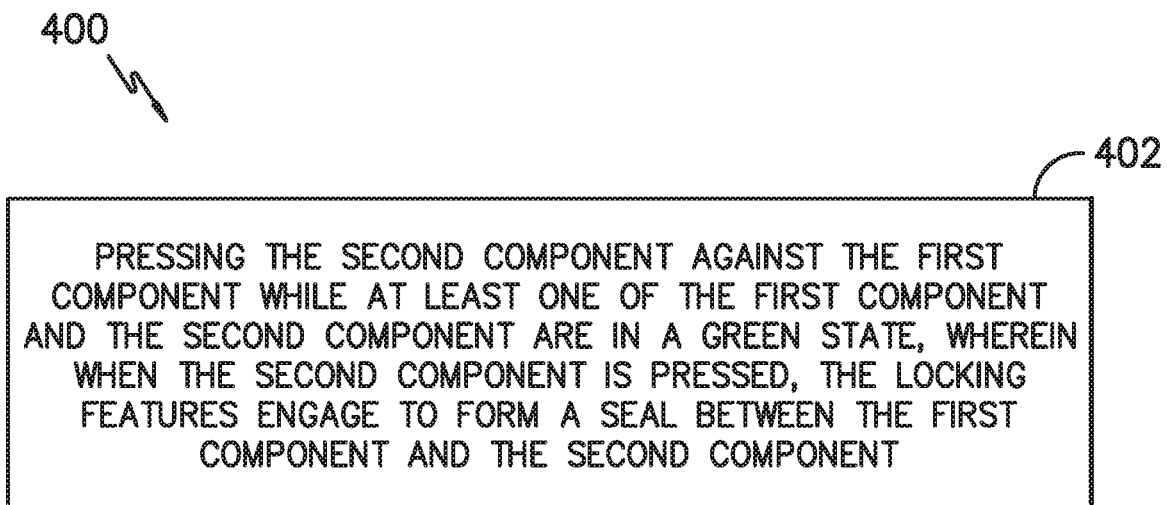 400
402
PRESSING THE SECOND COMPONENT AGAINST THE FIRST
COMPONENT WHILE AT LEAST ONE OF THE FIRST COMPONENT
AND THE SECOND COMPONENT ARE IN A GREEN STATE, WHEREIN
WHEN THE SECOND COMPONENT IS PRESSED, THE LOCKING
FEATURES ENGAGE TO FORM A SEAL BETWEEN THE FIRST
COMPONENT AND THE SECOND COMPONENT